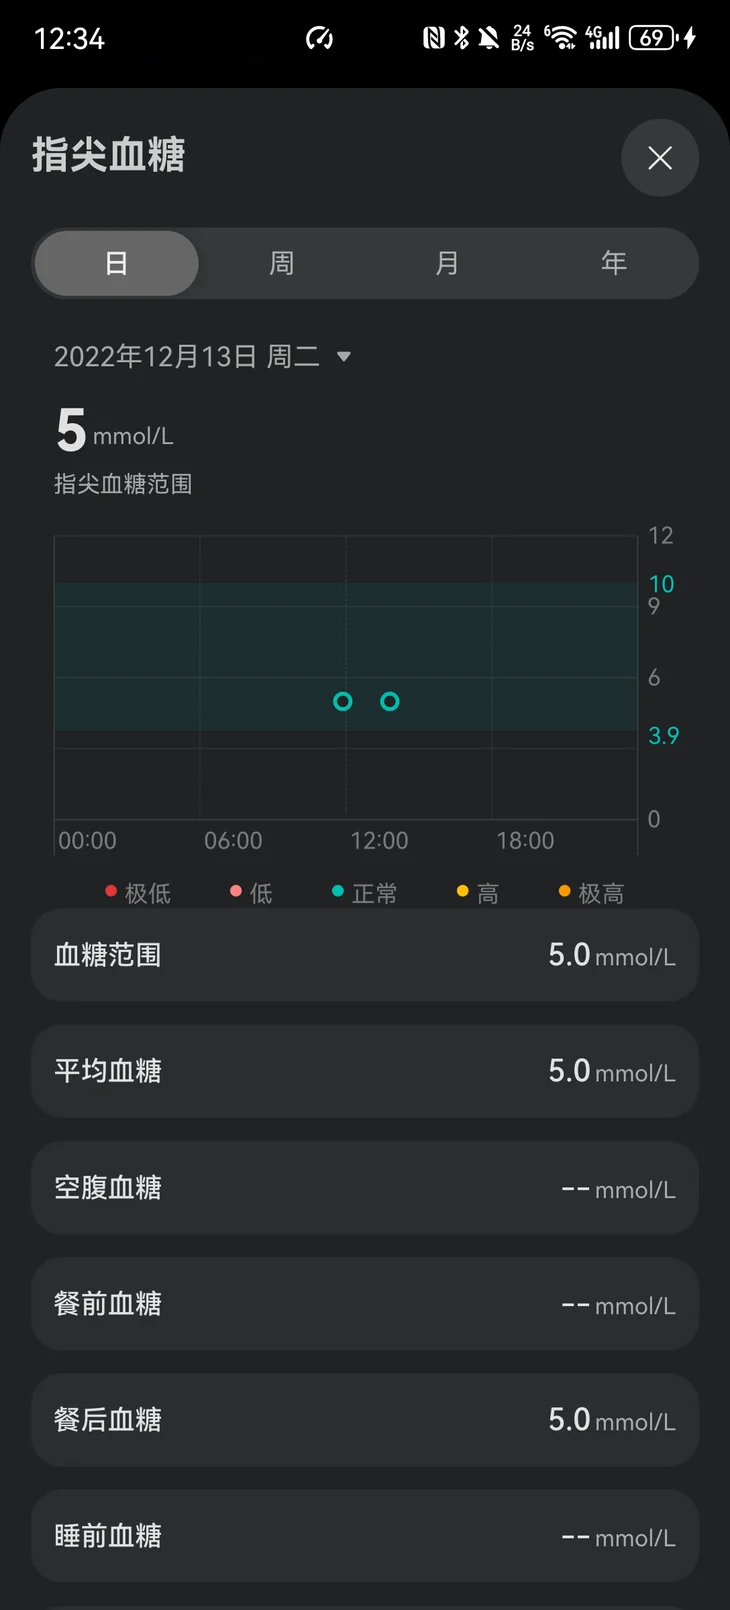 12:34
24 B/s 6 4G 69
指尖血糖
日 周 月 年
2022年12月13日 周二
5 mmol/L
指尖血糖范围
12
10
9
6
3.9
0
00:00 06:00 12:00 18:00
极低 低 正常 高 极高
血糖范围 5.0 mmol/L
平均血糖 5.0 mmol/L
空腹血糖 -- mmol/L
餐前血糖 -- mmol/L
餐后血糖 5.0 mmol/L
睡前血糖 -- mmol/L